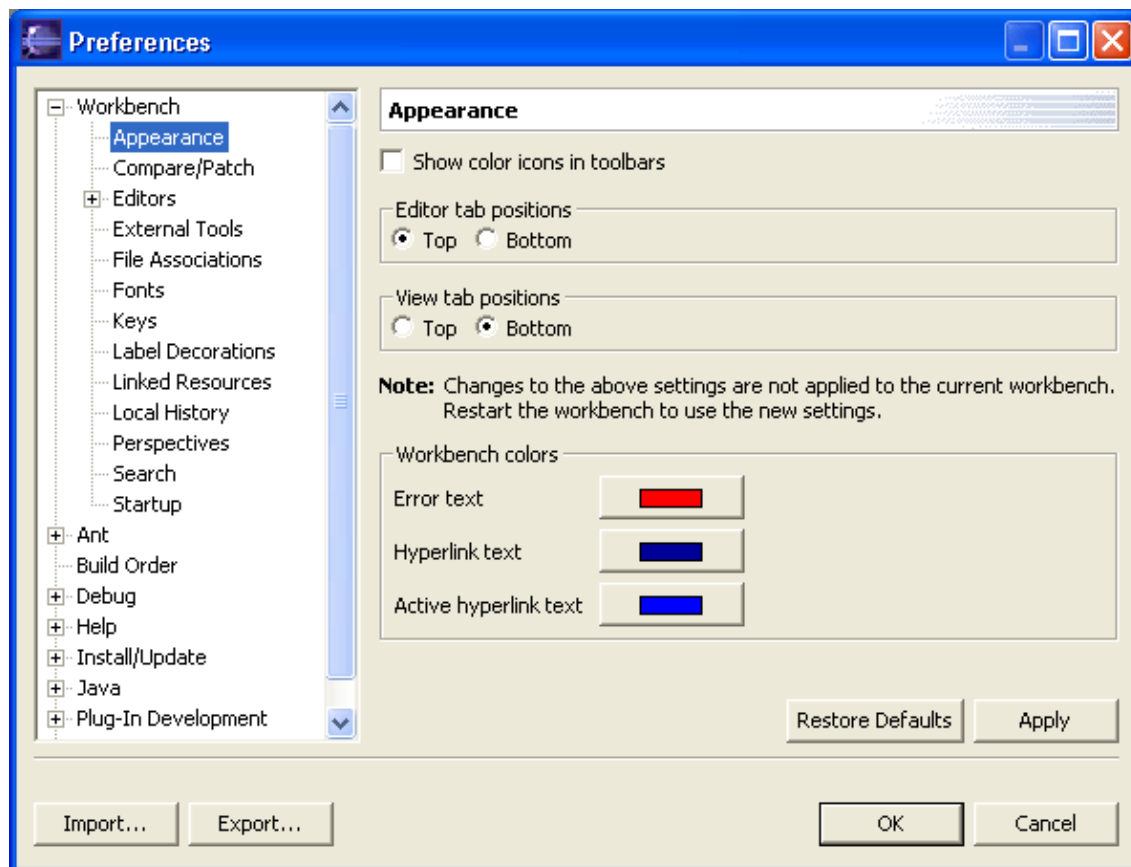 Preferences
Workbench
Appearance
Compare/Patch
Editors
External Tools
File Associations
Fonts
Keys
Label Decorations
Linked Resources
Local History
Perspectives
Search
Startup
Ant
Build Order
Debug
Help
Install/Update
Java
Plug-In Development
Appearance
Show color icons in toolbars
Editor tab positions
Top Bottom
View tab positions
Top Bottom
Note: Changes to the above settings are not applied to the current workbench.
Restart the workbench to use the new settings.
Workbench colors
Error text
Hyperlink text
Active hyperlink text
Restore Defaults Apply
Import... Export... OK Cancel